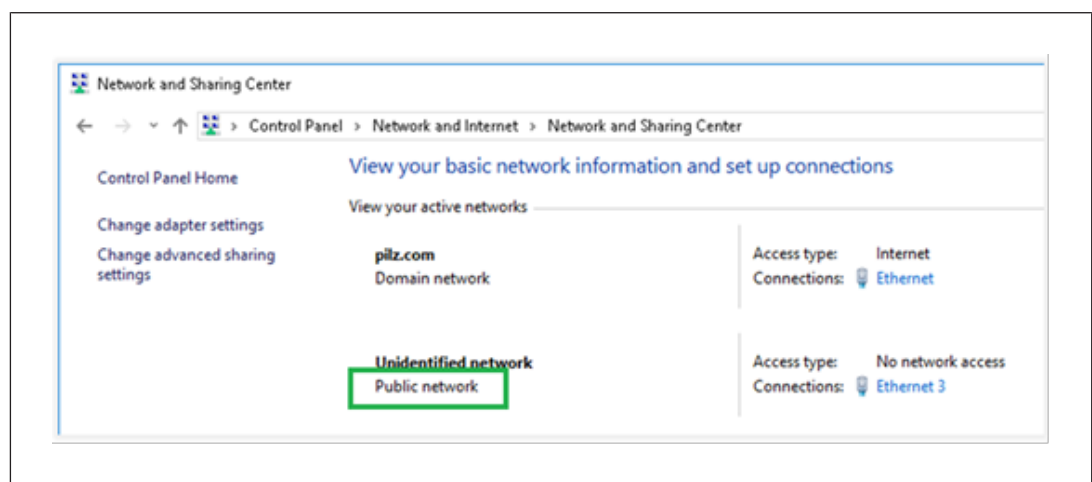 Network and Sharing Center
Control Panel > Network and Internet > Network and Sharing Center
Control Panel Home
Change adapter settings
Change advanced sharing
settings
View your basic network information and set up connections
View your active networks
pilz.com
Domain network
Access type: Internet
Connections: Ethernet
Unidentified network
Public network
Access type: No network access
Connections: Ethernet 3